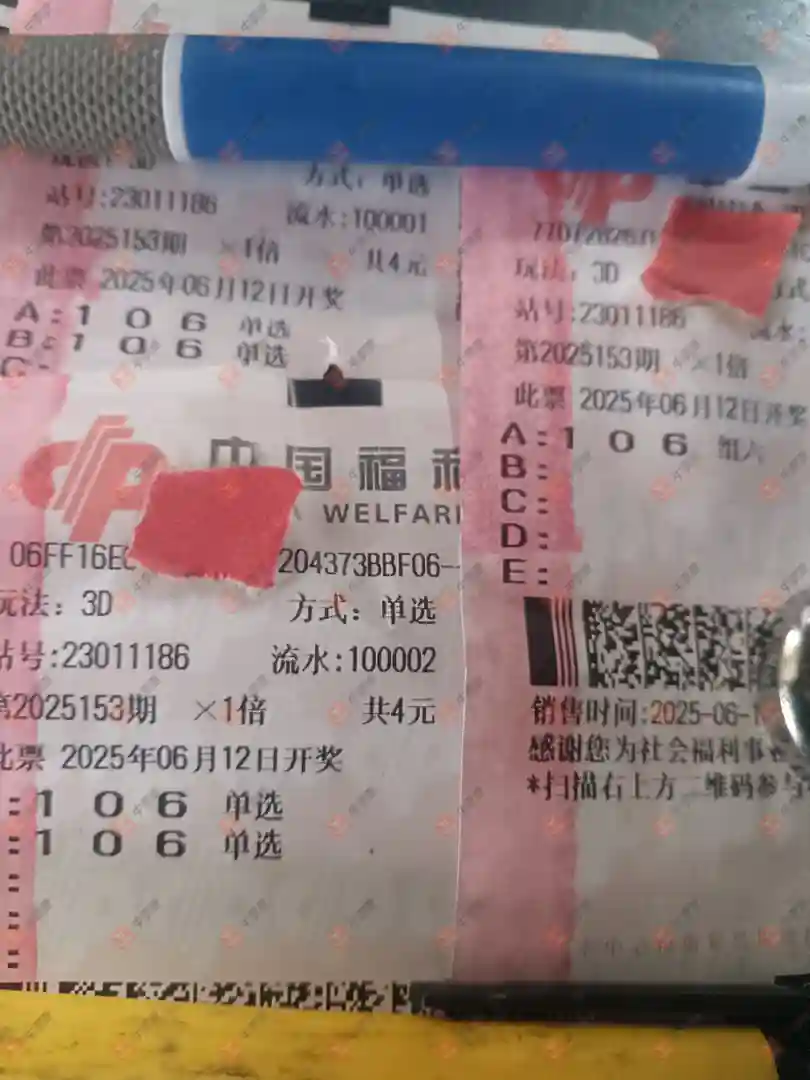 方式：单选
站号:23011186
流水:100001
第2025153期 ×1倍 共4元
此票 2025年06月12日开奖
A:1 0 6 单选
B:1 0 6 单选
C:
中国福利
WELFAR
06FF16E
204373BBF06-
玩法：3D 方式：单选
站号:23011186 流水:100002
第2025153期 ×1倍 共4元
此票 2025年06月12日开奖
:1 0 6 单选
:1 0 6 单选
:
:
:
玩法：3D
站号:23011186
流水:
第2025153期 ×1倍
此票 2025年06月12日开奖
A:1 0 6 组六
B:
C:
D:
E:
销售时间:2025-06-1
感谢您为社会福利事
*扫描右上方二维码参与